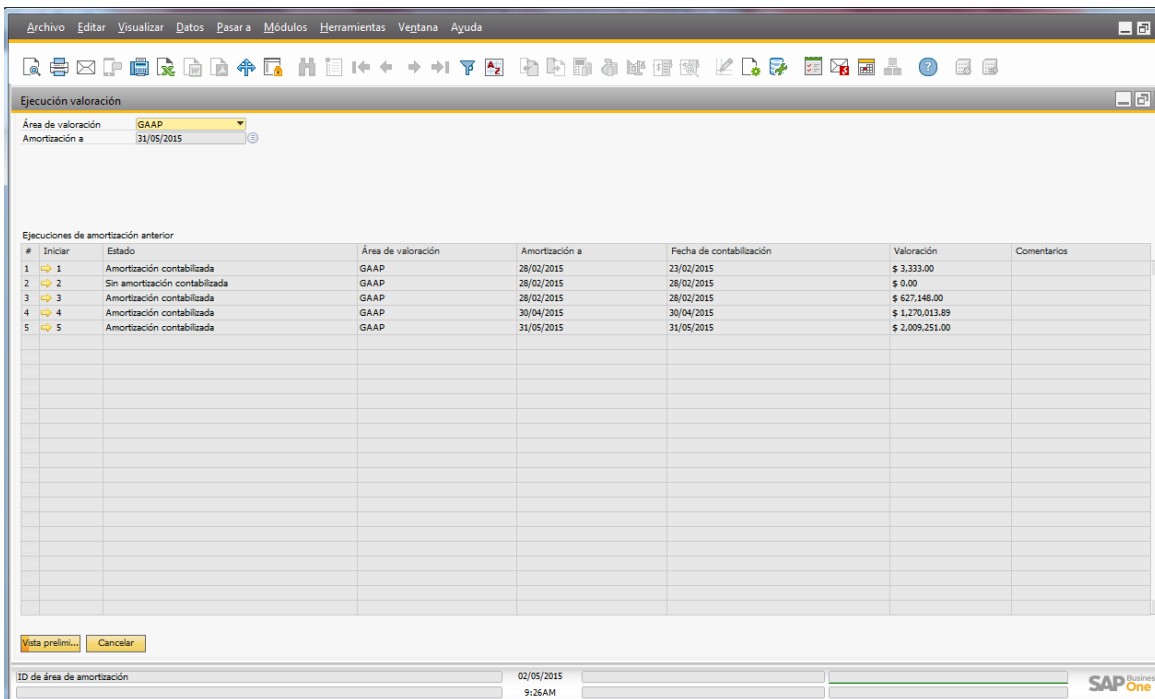 Archivo Editar Visualizar Datos Pasar a Módulos Herramientas Ventana Ayuda
Ejecución valoración
Área de valoración GAAP
Amortización a 31/05/2015
Ejecuciones de amortización anterior
# Iniciar Estado Área de valoración Amortización a Fecha de contabilización Valoración Comentarios
1 1 Amortización contabilizada GAAP 28/02/2015 23/02/2015 $ 3,333.00
2 2 Sin amortización contabilizada GAAP 28/02/2015 28/02/2015 $ 0.00
3 3 Amortización contabilizada GAAP 28/02/2015 28/02/2015 $ 627,148.00
4 4 Amortización contabilizada GAAP 30/04/2015 30/04/2015 $ 1,270,013.89
5 5 Amortización contabilizada GAAP 31/05/2015 31/05/2015 $ 2,009,251.00
Vista prelimi... Cancelar
ID de área de amortización 02/05/2015
9:26AM
SAP Busines One